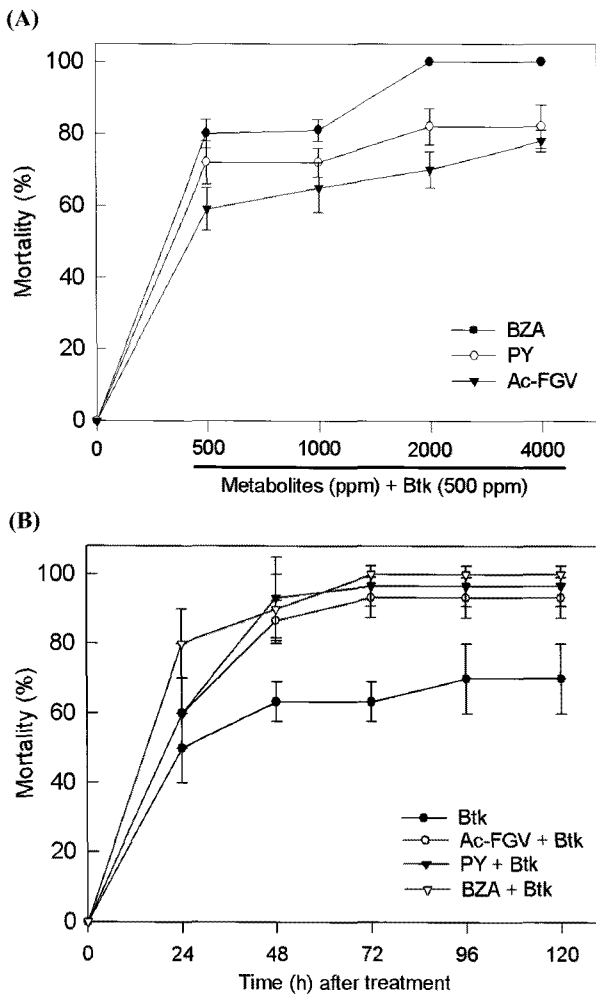 (A)
100
80
60
40
20
0
Mortality (%)
BZA
PY
Ac-FGV
0 500 1000 2000 4000
Metabolites (ppm) + Btk (500 ppm)
(B)
100
80
60
40
20
0
Mortality (%)
Btk
Ac-FGV + Btk
PY + Btk
BZA + Btk
0 24 48 72 96 120
Time (h) after treatment